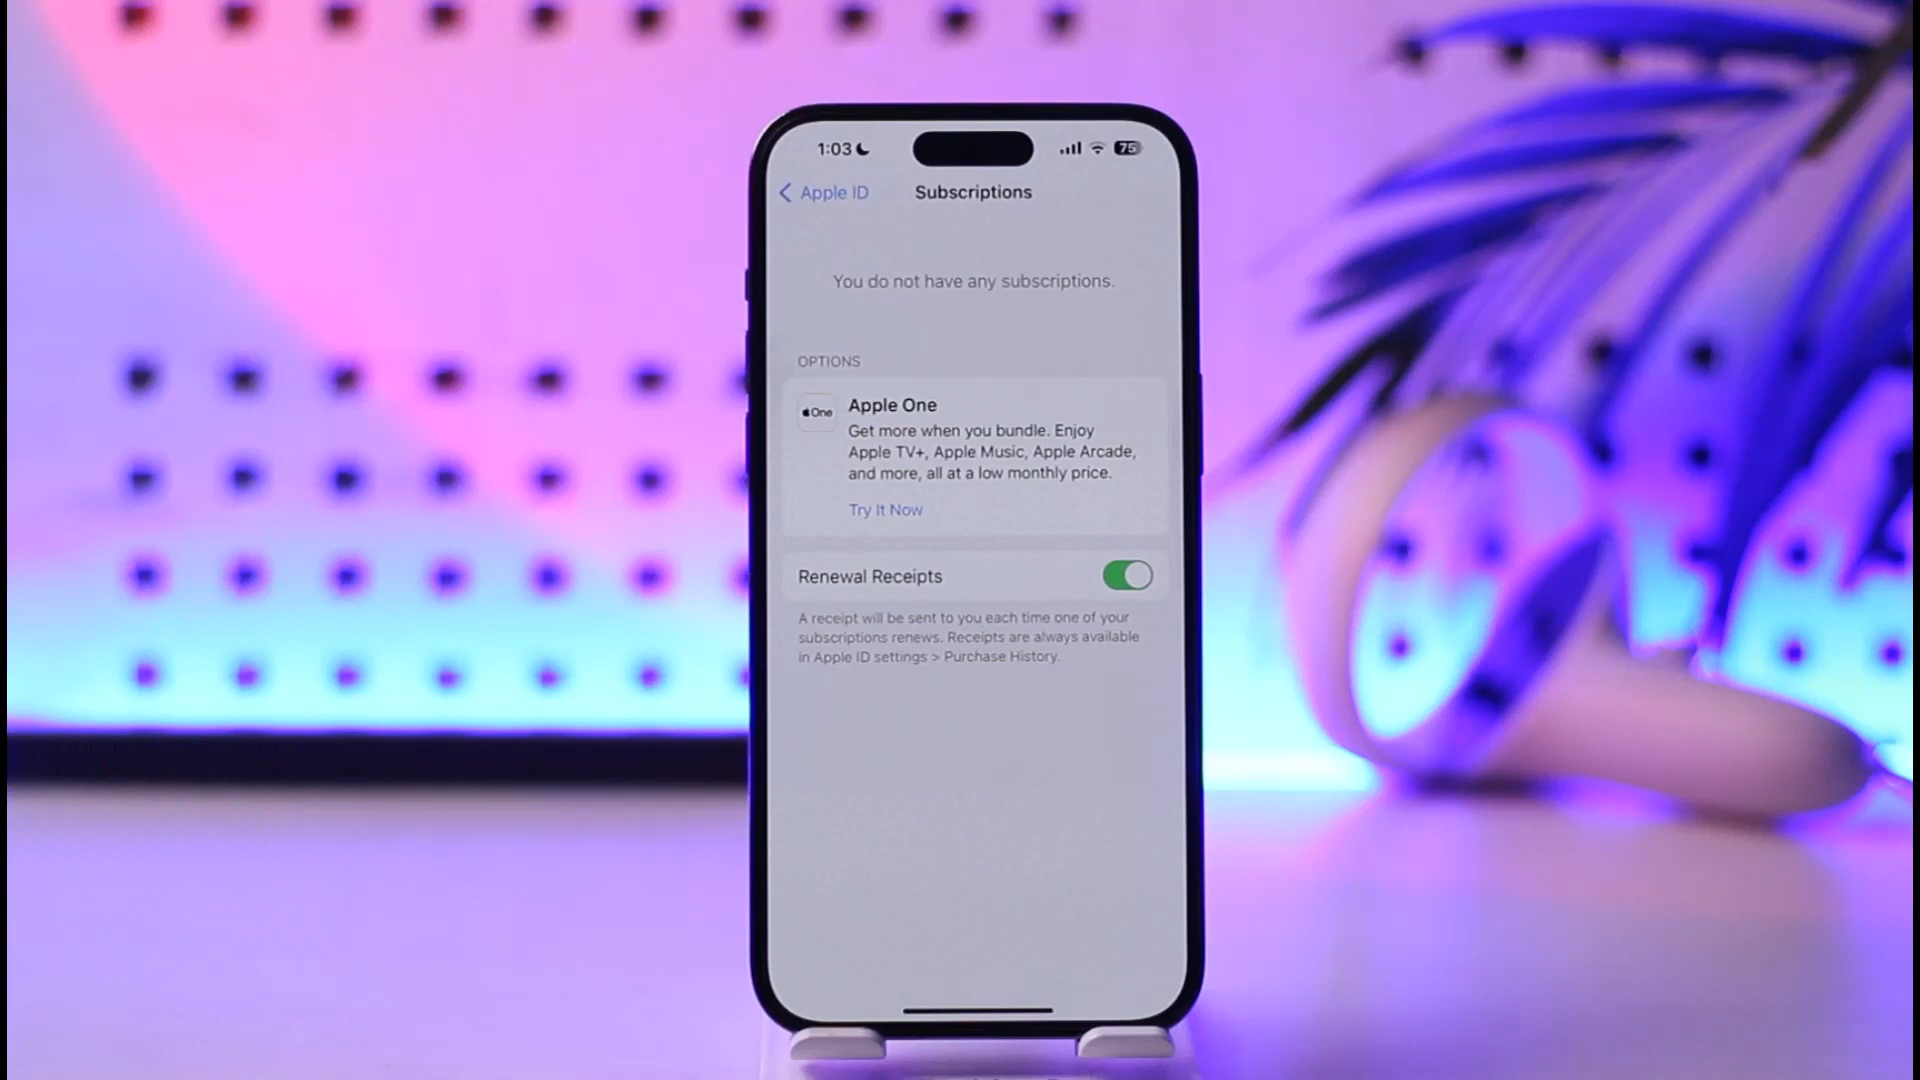 1:03
75
Apple ID
Subscriptions
You do not have any subscriptions.
OPTIONS
One
Apple One
Get more when you bundle. Enjoy
Apple TV+, Apple Music, Apple Arcade,
and more, all at a low monthly price.
Try It Now
Renewal Receipts
A receipt will be sent to you each time one of your
subscriptions renews. Receipts are always available
in Apple ID settings > Purchase History.